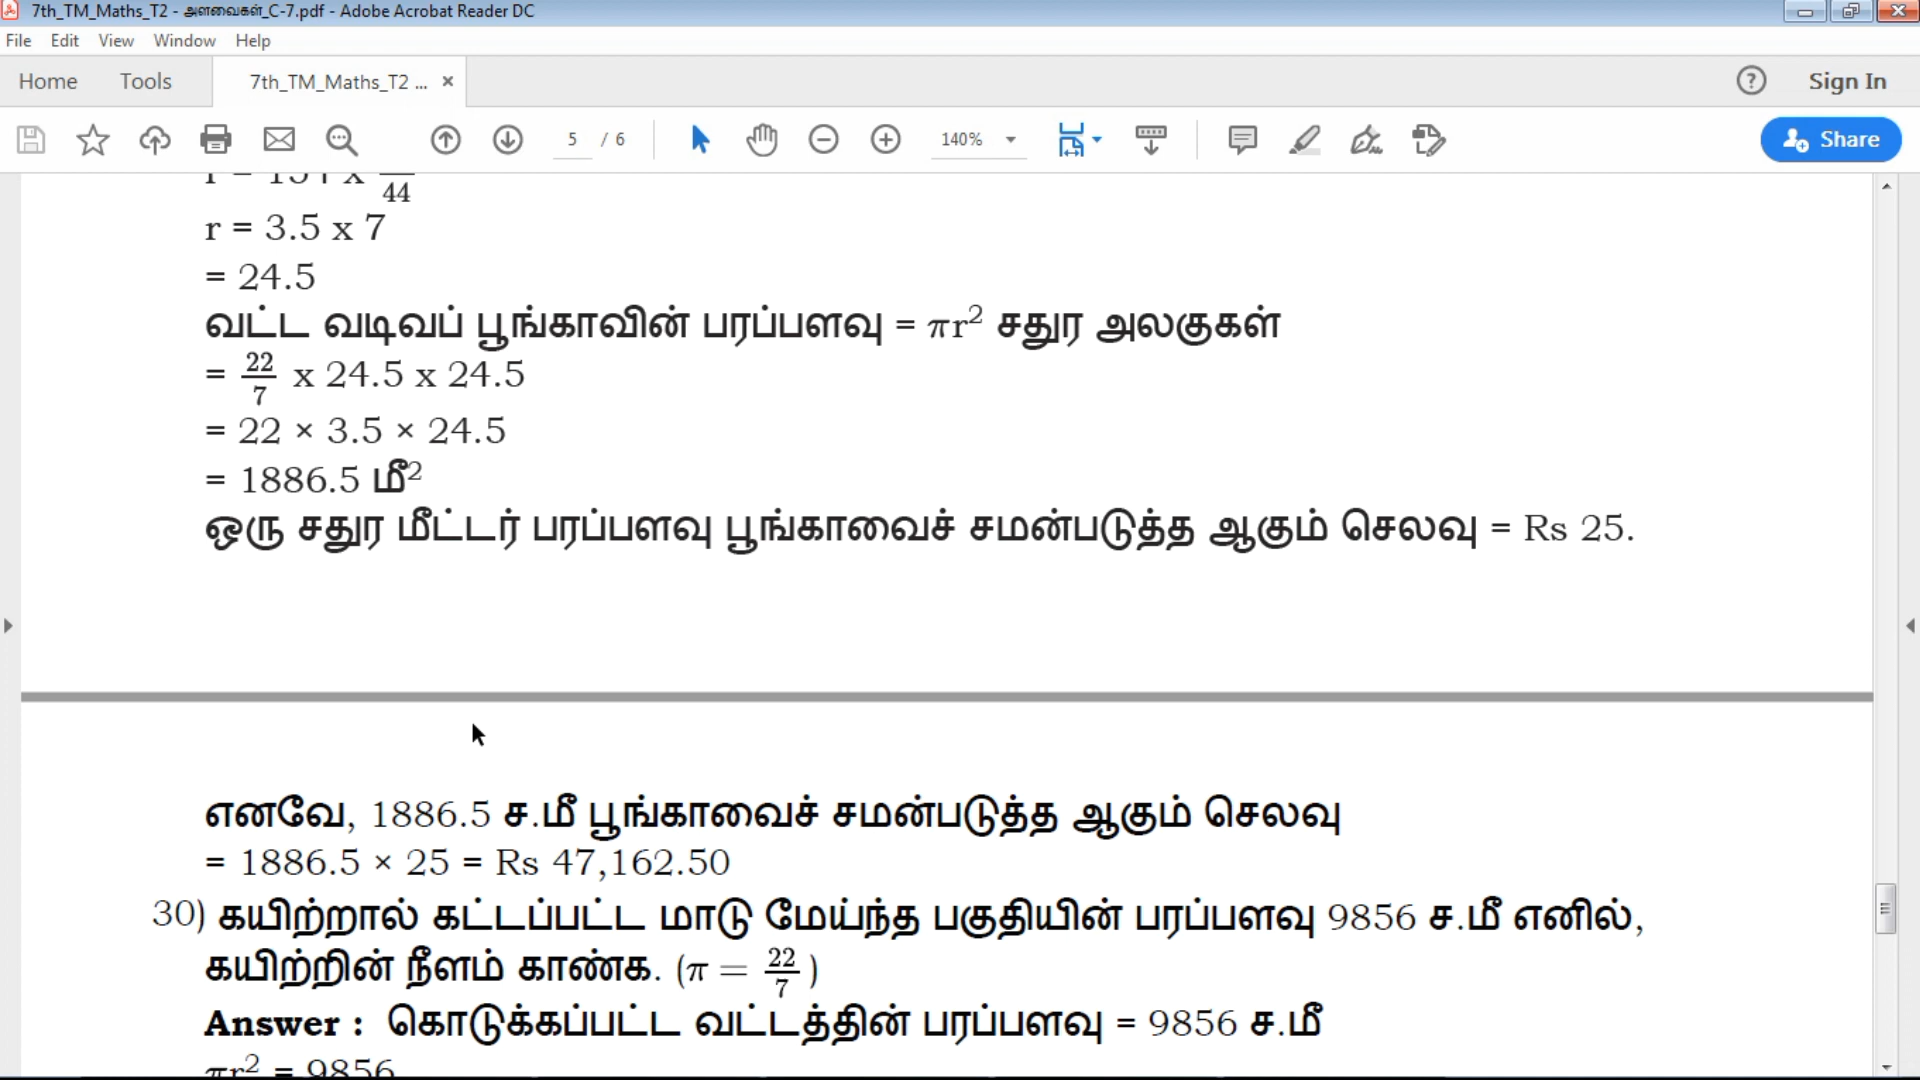 7th_TM_Maths_T2 - அளவைகள்_C-7.pdf - Adobe Acrobat Reader DC
File Edit View Window Help
Home Tools 7th_TM_Maths_T2 ... × ? Sign In
5 / 6 140% Share
44
r = 3.5 x 7
= 24.5
வட்ட வடிவப் பூங்காவின் பரப்பளவு = πr² சதுர அலகுகள்
= 22/7 x 24.5 x 24.5
= 22 × 3.5 × 24.5
= 1886.5 மீ²
ஒரு சதுர மீட்டர் பரப்பளவு பூங்காவைச் சமன்படுத்த ஆகும் செலவு = Rs 25.
எனவே, 1886.5 ச.மீ பூங்காவைச் சமன்படுத்த ஆகும் செலவு
= 1886.5 × 25 = Rs 47,162.50
30) கயிற்றால் கட்டப்பட்ட மாடு மேய்ந்த பகுதியின் பரப்பளவு 9856 ச.மீ எனில்,
கயிற்றின் நீளம் காண்க. (π = 22/7)
Answer : கொடுக்கப்பட்ட வட்டத்தின் பரப்பளவு = 9856 ச.மீ
πr² = 9856